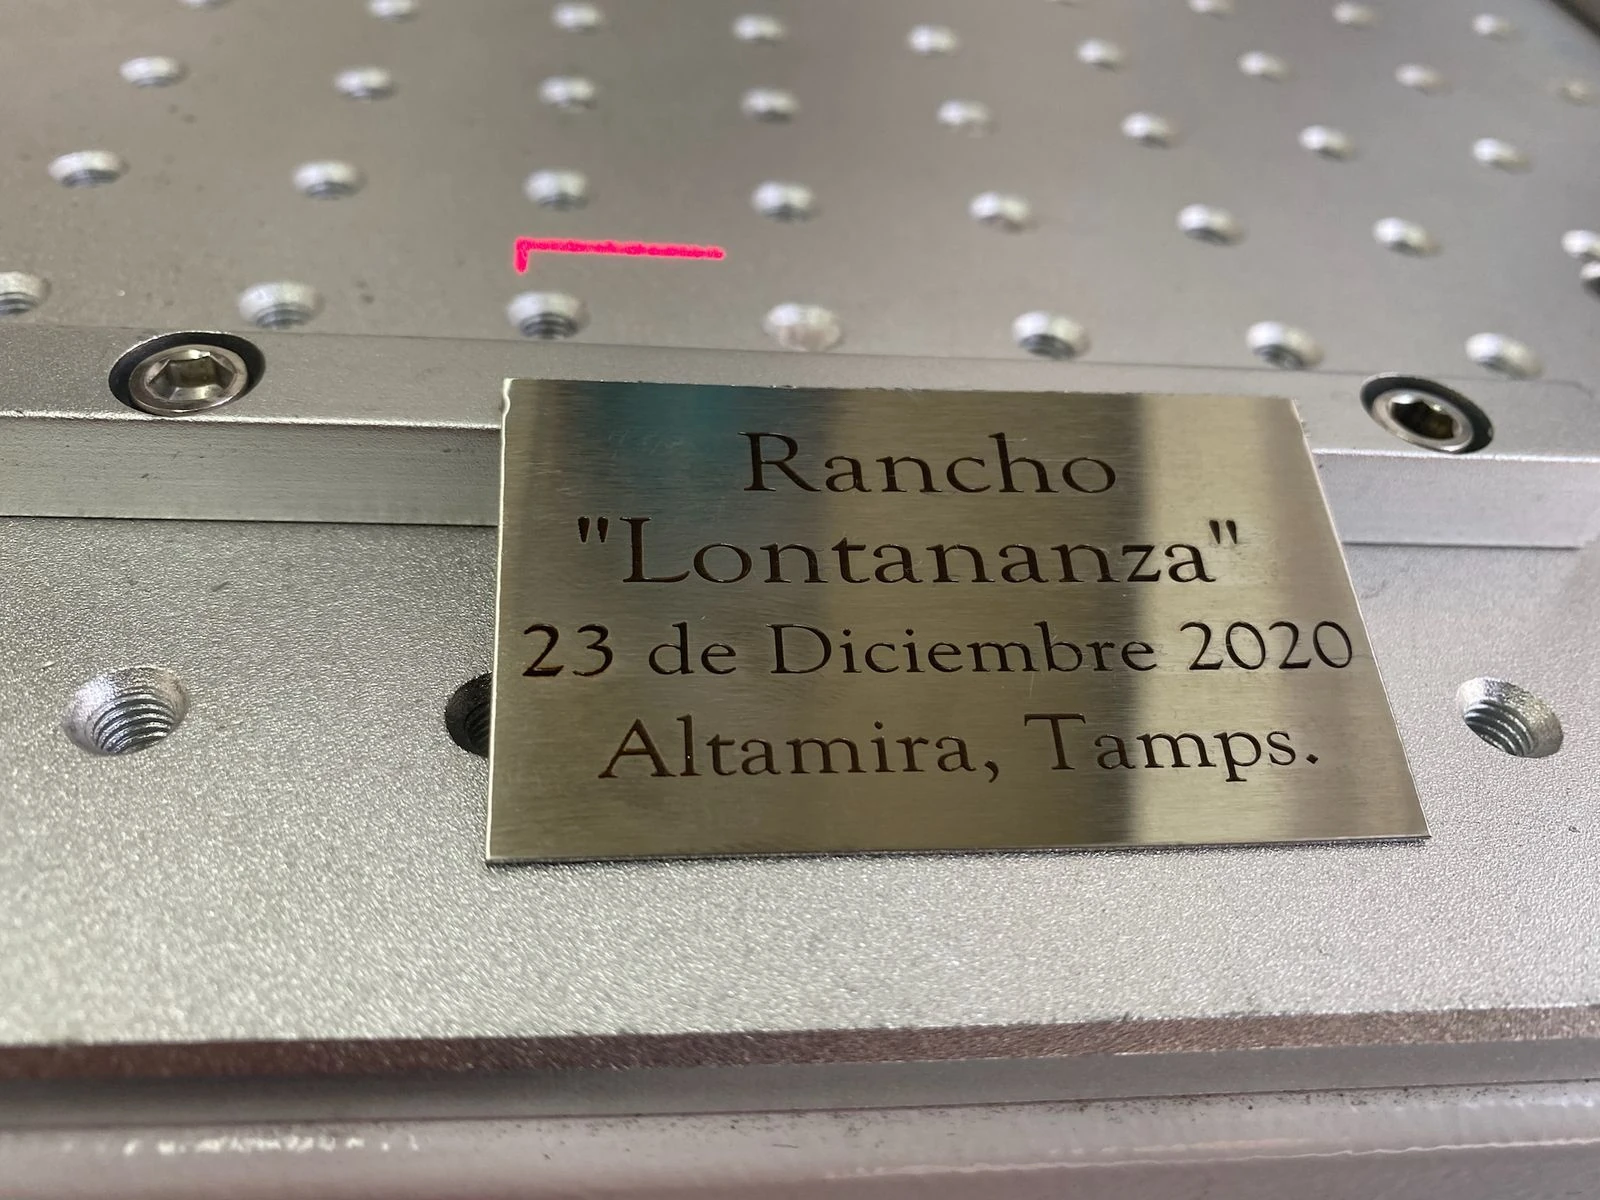 Rancho
"Lontananza"
23 de Diciembre 2020
Altamira, Tamps.